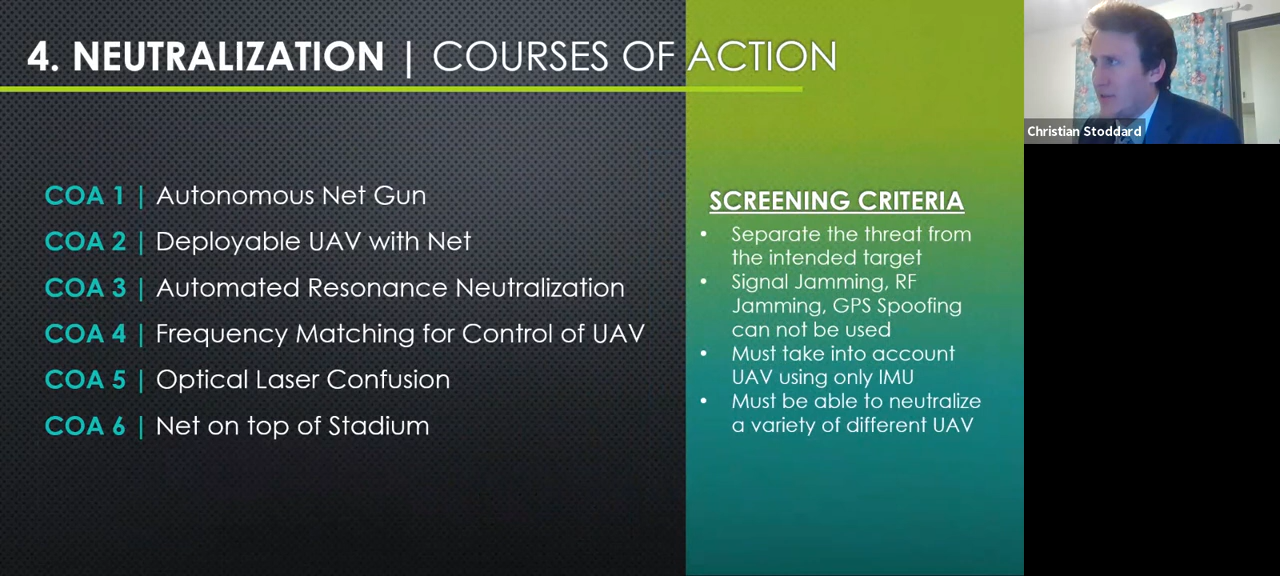 4. NEUTRALIZATION | COURSES OF ACTION
COA 1 | Autonomous Net Gun
COA 2 | Deployable UAV with Net
COA 3 | Automated Resonance Neutralization
COA 4 | Frequency Matching for Control of UAV
COA 5 | Optical Laser Confusion
COA 6 | Net on top of Stadium
SCREENING CRITERIA
• Separate the threat from
the intended target
• Signal Jamming, RF
Jamming, GPS Spoofing
can not be used
• Must take into account
UAV using only IMU
• Must be able to neutralize
a variety of different UAV
Christian Stoddard